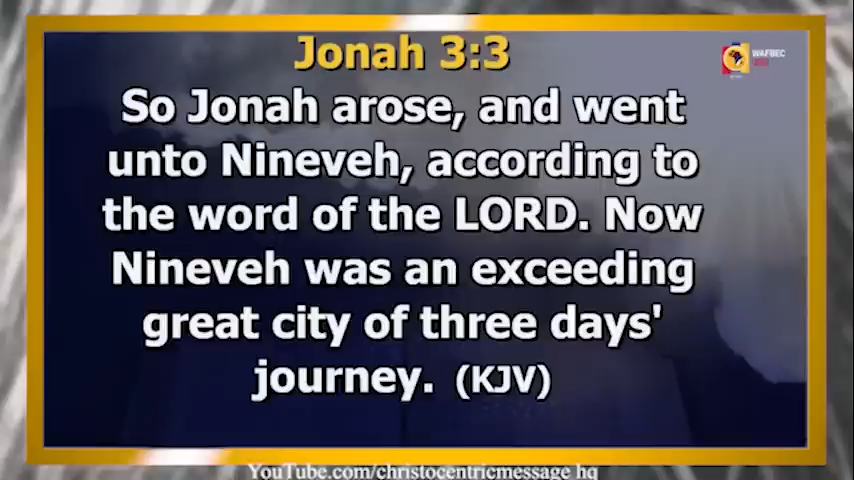 Jonah 3:3
WAFBEC
So Jonah arose, and went
unto Nineveh, according to
the word of the LORD. Now
Nineveh was an exceeding
great city of three days'
journey. (KJV)
YouTube.com/christocentricmessage hq